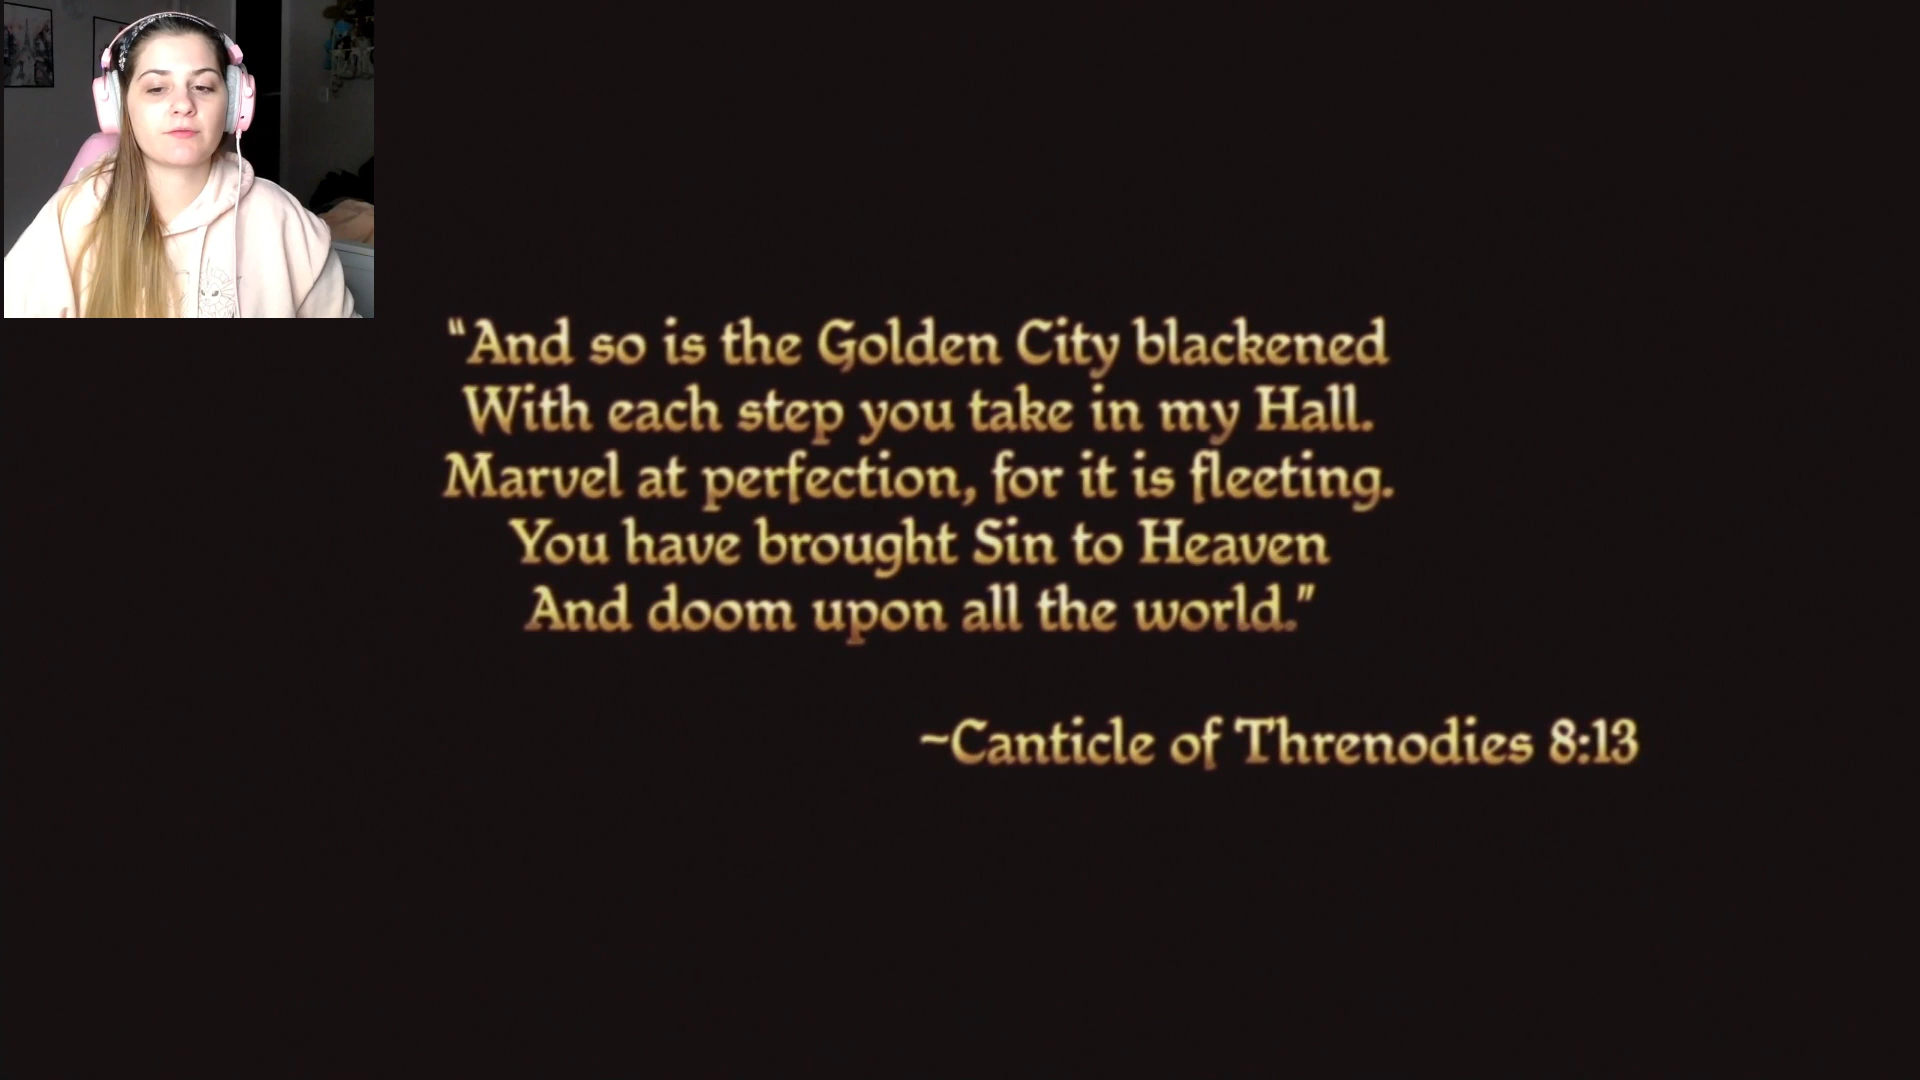 “And so is the Golden City blackened
With each step you take in my Hall.
Marvel at perfection, for it is fleeting.
You have brought Sin to Heaven
And doom upon all the world.”
~Canticle of Threnodies 8:13